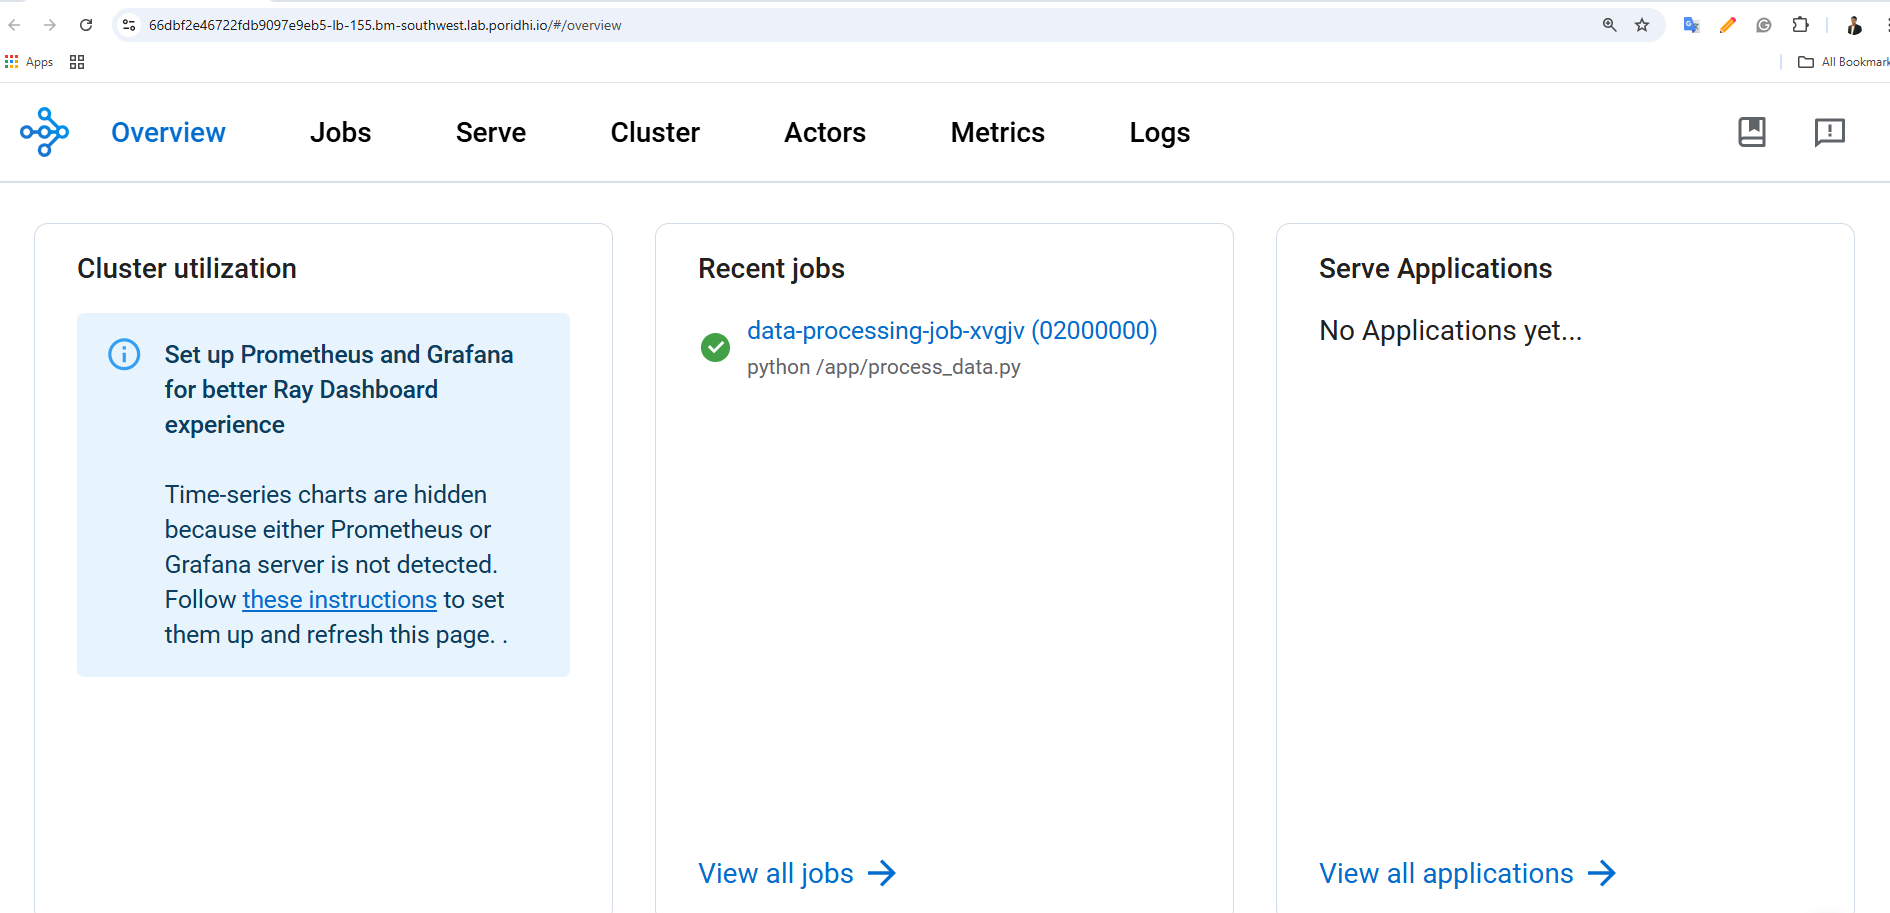 66dbf2e46722fdb9097e9eb5-lb-155.bm-southwest.lab.poridhi.io/#/overview
Apps
All Bookmark
Overview Jobs Serve Cluster Actors Metrics Logs
Cluster utilization
Set up Prometheus and Grafana
for better Ray Dashboard
experience
Time-series charts are hidden
because either Prometheus or
Grafana server is not detected.
Follow these instructions to set
them up and refresh this page. .
Recent jobs
data-processing-job-xvgjv (02000000)
python /app/process_data.py
View all jobs
Serve Applications
No Applications yet...
View all applications